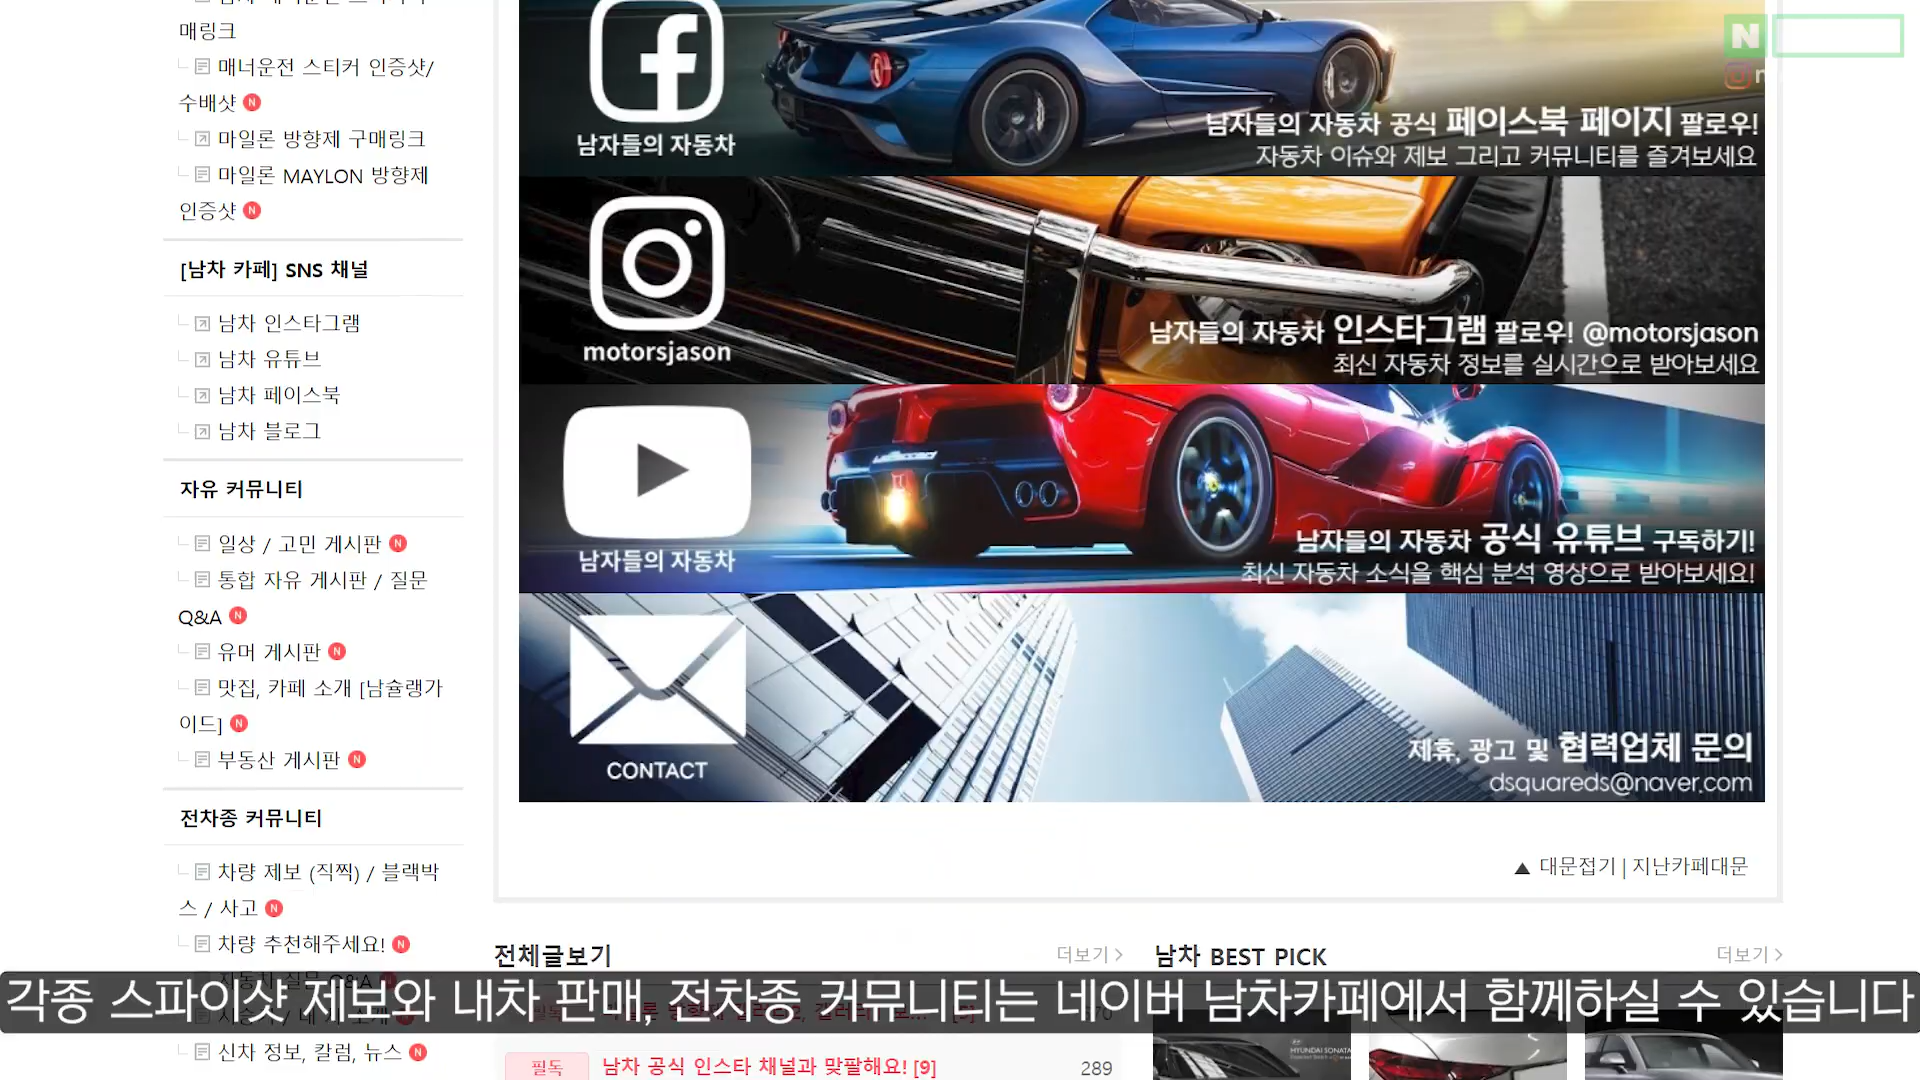 매링크
매너운전 스티커 인증샷/
수배샷 N
마일론 방향제 구매링크
마일론 MAYLON 방향제
인증샷 N
[남차 카페] SNS 채널
남차 인스타그램
남차 유튜브
남차 페이스북
남차 블로그
자유 커뮤니티
일상 / 고민 게시판 N
통합 자유 게시판 / 질문
Q&A N
유머 게시판 N
맛집, 카페 소개 [남슐랭가
이드] N
부동산 게시판 N
전차종 커뮤니티
차량 제보 (직찍) / 블랙박
스 / 사고 N
차량 추천해주세요! N
신차 정보, 칼럼, 뉴스 N
N
남자들의 자동차
남자들의 자동차 공식 페이스북 페이지 팔로우!
자동차 이슈와 제보 그리고 커뮤니티를 즐겨보세요
motorsjason
남자들의 자동차 인스타그램 팔로우! @motorsjason
최신 자동차 정보를 실시간으로 받아보세요
남자들의 자동차
남자들의 자동차 공식 유튜브 구독하기!
최신 자동차 소식을 핵심 분석 영상으로 받아보세요!
CONTACT
제휴, 광고 및 협력업체 문의
dsquareds@naver.com
▲ 대문접기 | 지난카페대문
전체글보기 더보기 >
남차 BEST PICK 더보기 >
각종 스파이샷 제보와 내차 판매, 전차종 커뮤니티는 네이버 남차카페에서 함께하실 수 있습니다
필독 남차 공식 인스타 채널과 맞팔해요! [9] 289
HYUNDAI SONATA